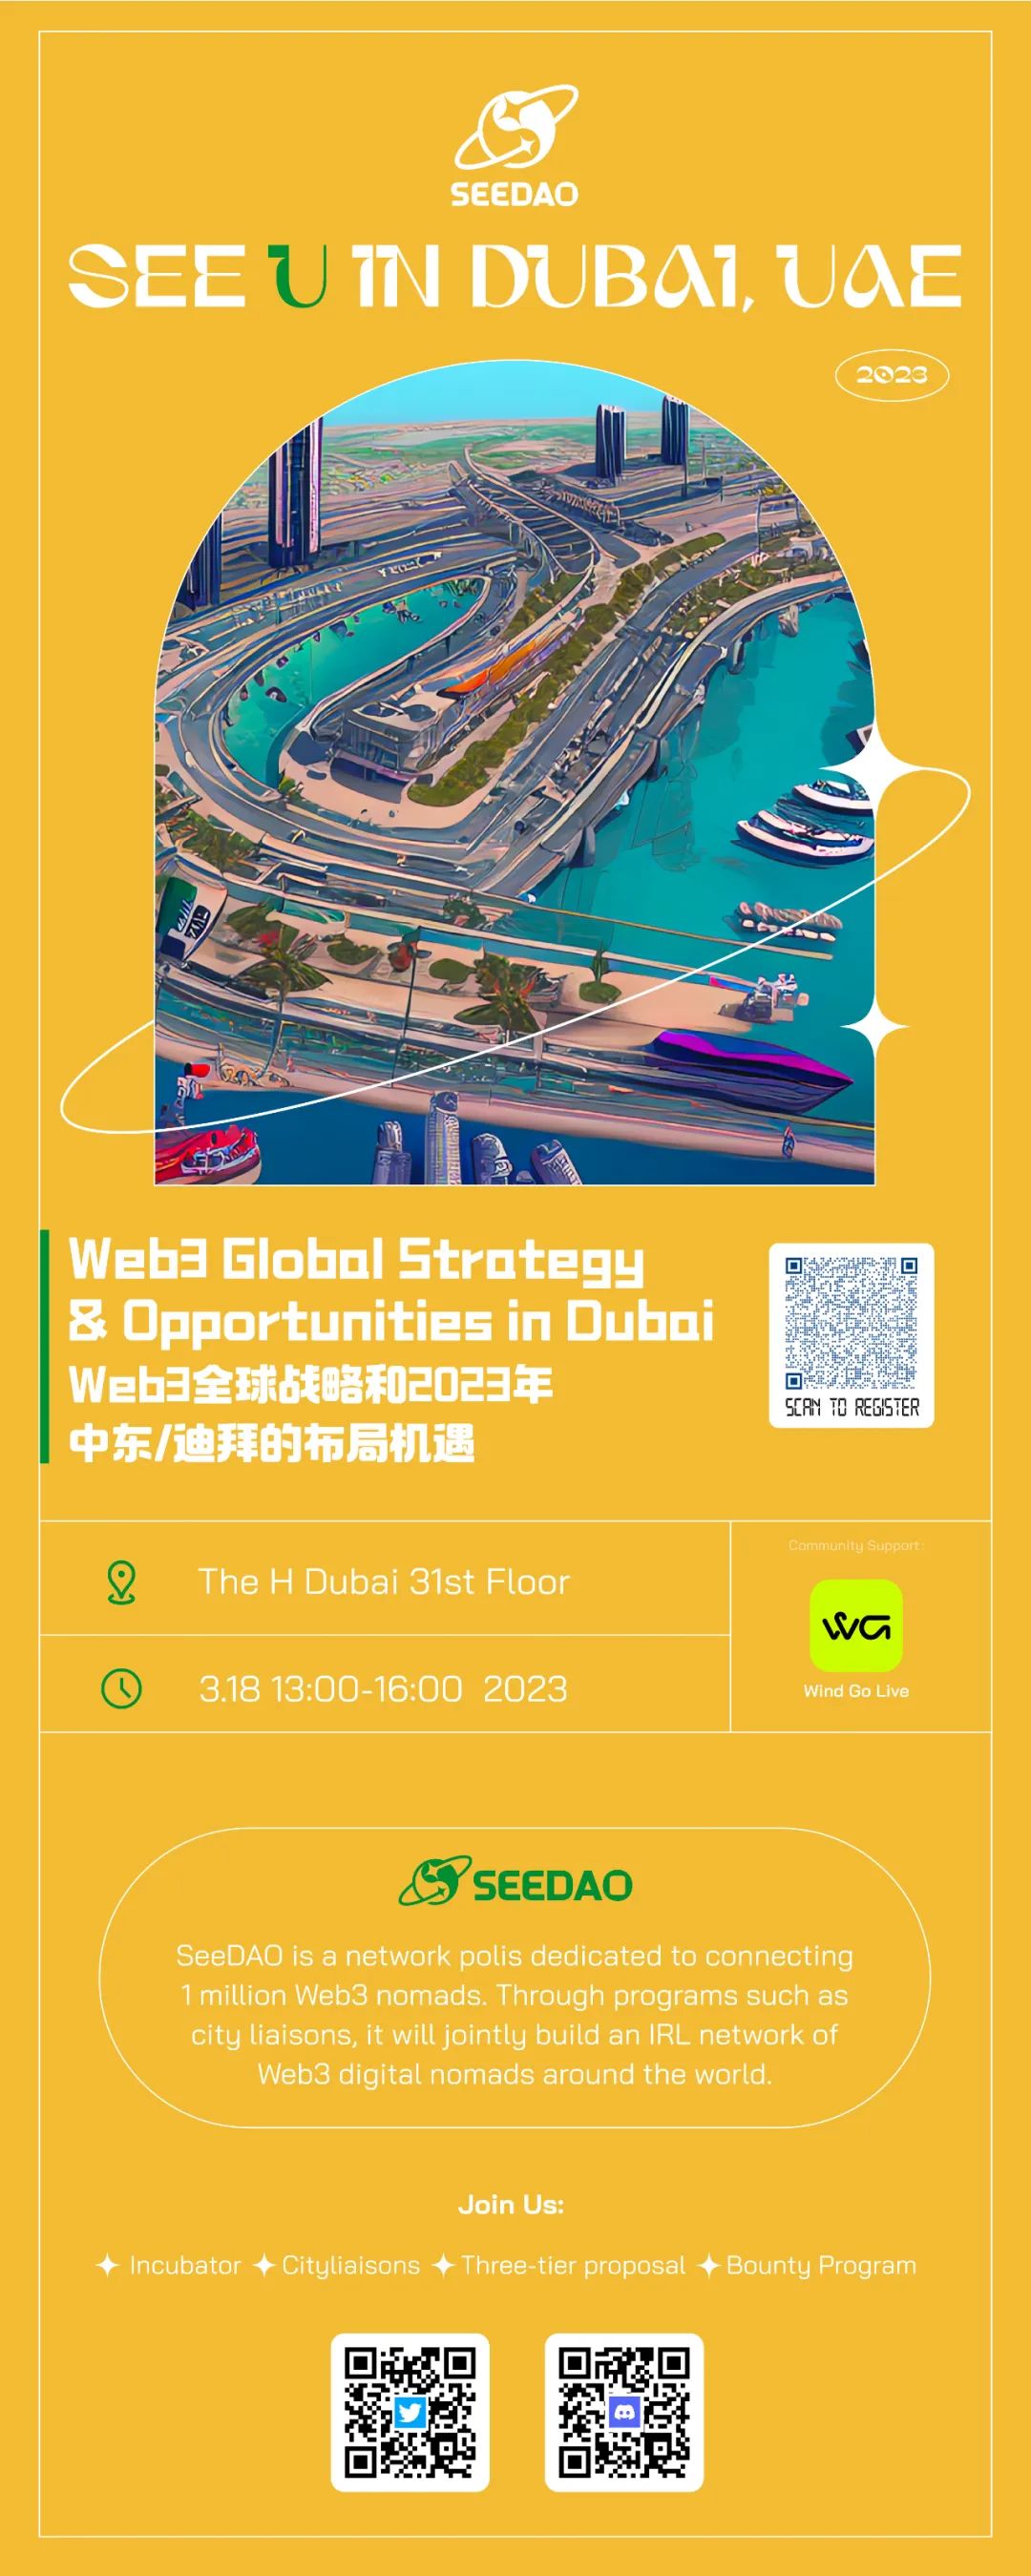 SEEDAO
SEE U IN DUBAI, UAE
2023
Web3 Global Strategy
& Opportunities in Dubai
Web3全球战略和2023年
中东/迪拜的布局机遇
SCAN TO REGISTER
The H Dubai 31st Floor
3.18 13:00-16:00 2023
Community Support:
WG
Wind Go Live
SEEDAO
SeeDAO is a network polis dedicated to connecting
1 million Web3 nomads. Through programs such as
city liaisons, it will jointly build an IRL network of
Web3 digital nomads around the world.
Join Us:
Incubator Cityliaisons Three-tier proposal Bounty Program